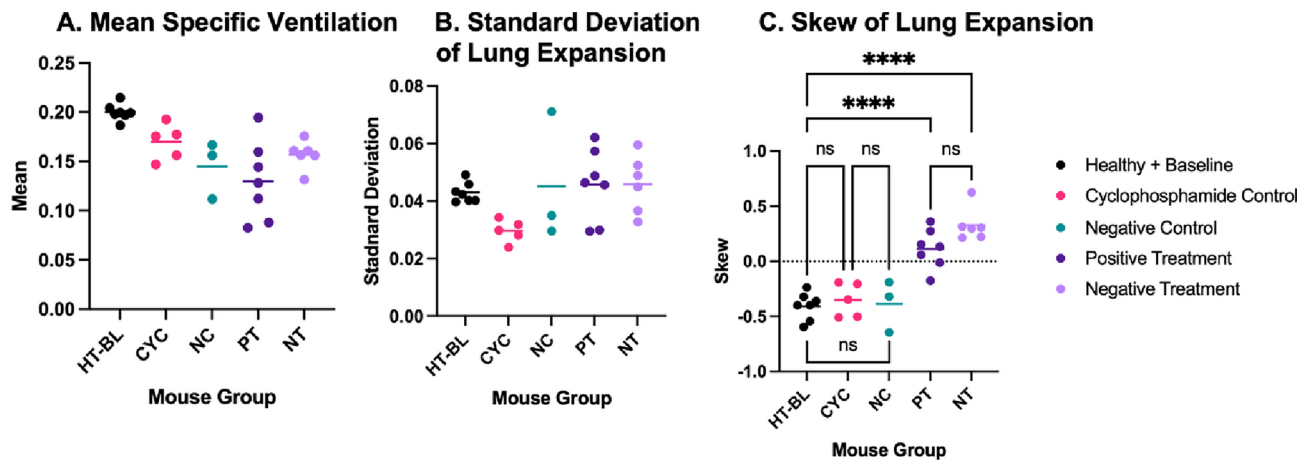 A. Mean Specific Ventilation
0.25
0.20
0.15
0.10
0.05
0.00
Mean
HT-BL
CYC
NC
PT
NT
Mouse Group
B. Standard Deviation
of Lung Expansion
0.08
0.06
0.04
0.02
0.00
Stadnard Deviation
HT-BL
CYC
NC
PT
NT
Mouse Group
C. Skew of Lung Expansion
****
****
ns
ns
ns
1.0
0.5
0.0
-0.5
-1.0
Skew
ns
HT-BL
CYC
NC
PT
NT
Mouse Group
Healthy + Baseline
Cyclophosphamide Control
Negative Control
Positive Treatment
Negative Treatment